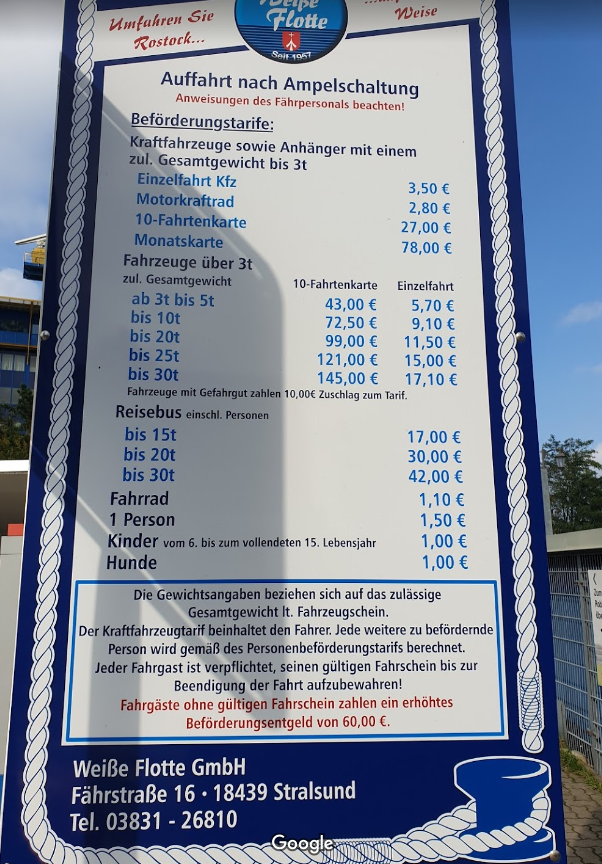 Umfahren Sie
Rostock...
Weiße
Flotte
Seit 1957
Weise
Auffahrt nach Ampelschaltung
Anweisungen des Fährpersonals beachten!
Beförderungstarife:
Kraftfahrzeuge sowie Anhänger mit einem
zul. Gesamtgewicht bis 3t
Einzelfahrt Kfz 3,50 €
Motorkraftrad 2,80 €
10-Fahrtenkarte 27,00 €
Monatskarte 78,00 €
Fahrzeuge über 3t
zul. Gesamtgewicht 10-Fahrtenkarte Einzelfahrt
ab 3t bis 5t 43,00 € 5,70 €
bis 10t 72,50 € 9,10 €
bis 20t 99,00 € 11,50 €
bis 25t 121,00 € 15,00 €
bis 30t 145,00 € 17,10 €
Fahrzeuge mit Gefahrgut zahlen 10,00€ Zuschlag zum Tarif.
Reisebus einschl. Personen
bis 15t 17,00 €
bis 20t 30,00 €
bis 30t 42,00 €
Fahrrad 1,10 €
1 Person 1,50 €
Kinder vom 6. bis zum vollendeten 15. Lebensjahr 1,00 €
Hunde 1,00 €
Die Gewichtsangaben beziehen sich auf das zulässige
Gesamtgewicht lt. Fahrzeugschein.
Der Kraftfahrzeugtarif beinhaltet den Fahrer. Jede weitere zu befördernde
Person wird gemäß des Personenbeförderungstarifs berechnet.
Jeder Fahrgast ist verpflichtet, seinen gültigen Fahrschein bis zur
Beendigung der Fahrt aufzubewahren!
Fahrgäste ohne gültigen Fahrschein zahlen ein erhöhtes
Beförderungsentgeld von 60,00 €.
Weiße Flotte GmbH
Fährstraße 16 · 18439 Stralsund
Tel. 03831 - 26810
Google